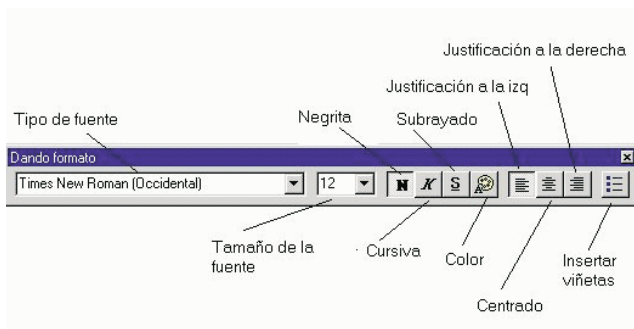 Justificación a la derecha
Justificación a la izq
Tipo de fuente
Negrita
Subrayado
Dando formato
Times New Roman (Occidental)
12
N
K
S
A
Tamaño de la
fuente
Cursiva
Color
Insertar
viñetas
Centrado